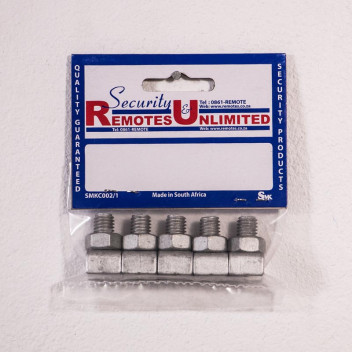 Security
&
Tel : 0861-REMOTE
Web: www.remotes.co.za
REMOTES UNLIMITED
Tel: 0861-REMOTE
Web: www.remotes.co.za
QUALITY GUARANTEED
SECURITY PRODUCTS
SMKC002/1
Made in South Africa
SMK